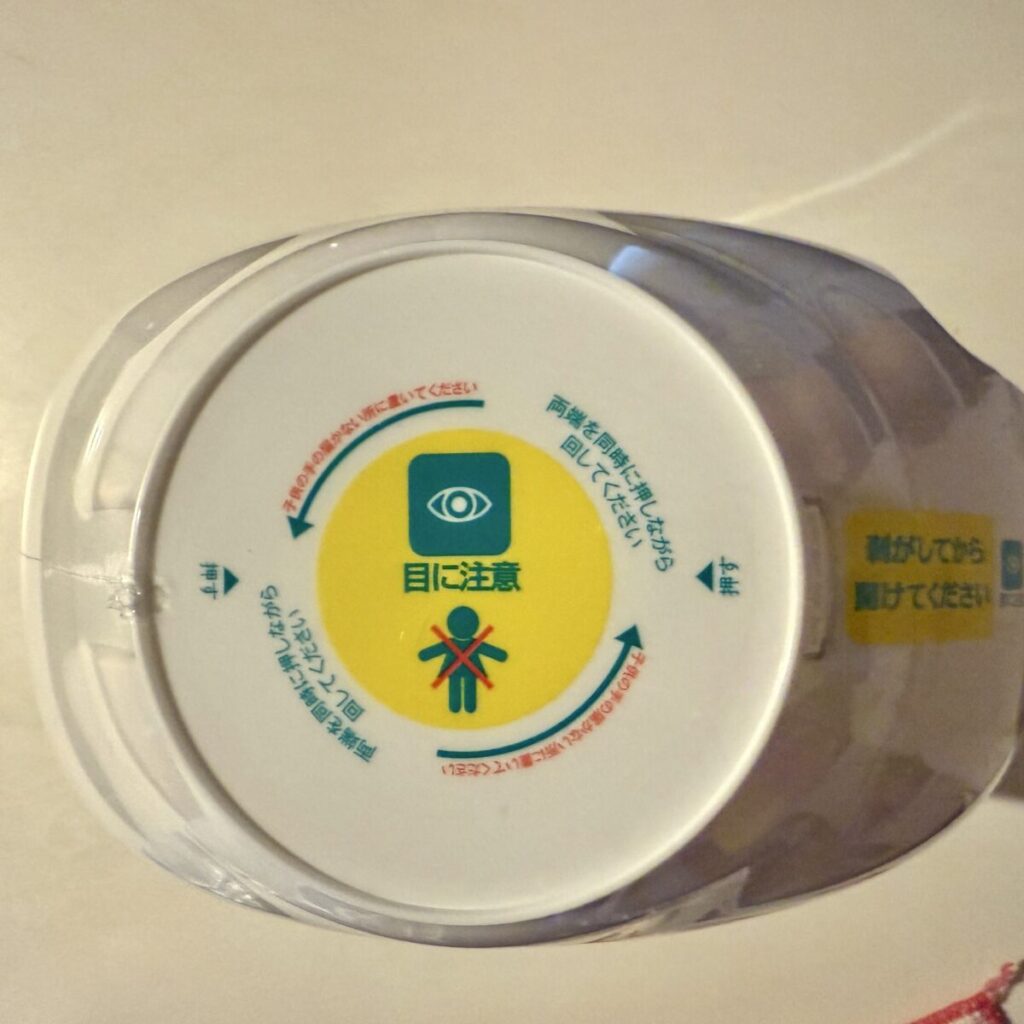 子供の手の届かない所に置いてください
両端を同時に押しながら
回してください
目に注意
押す
押す
両端を同時に押しながら
回してください
子供の手の届かない所に置いてください
剥がしてから
開けてください